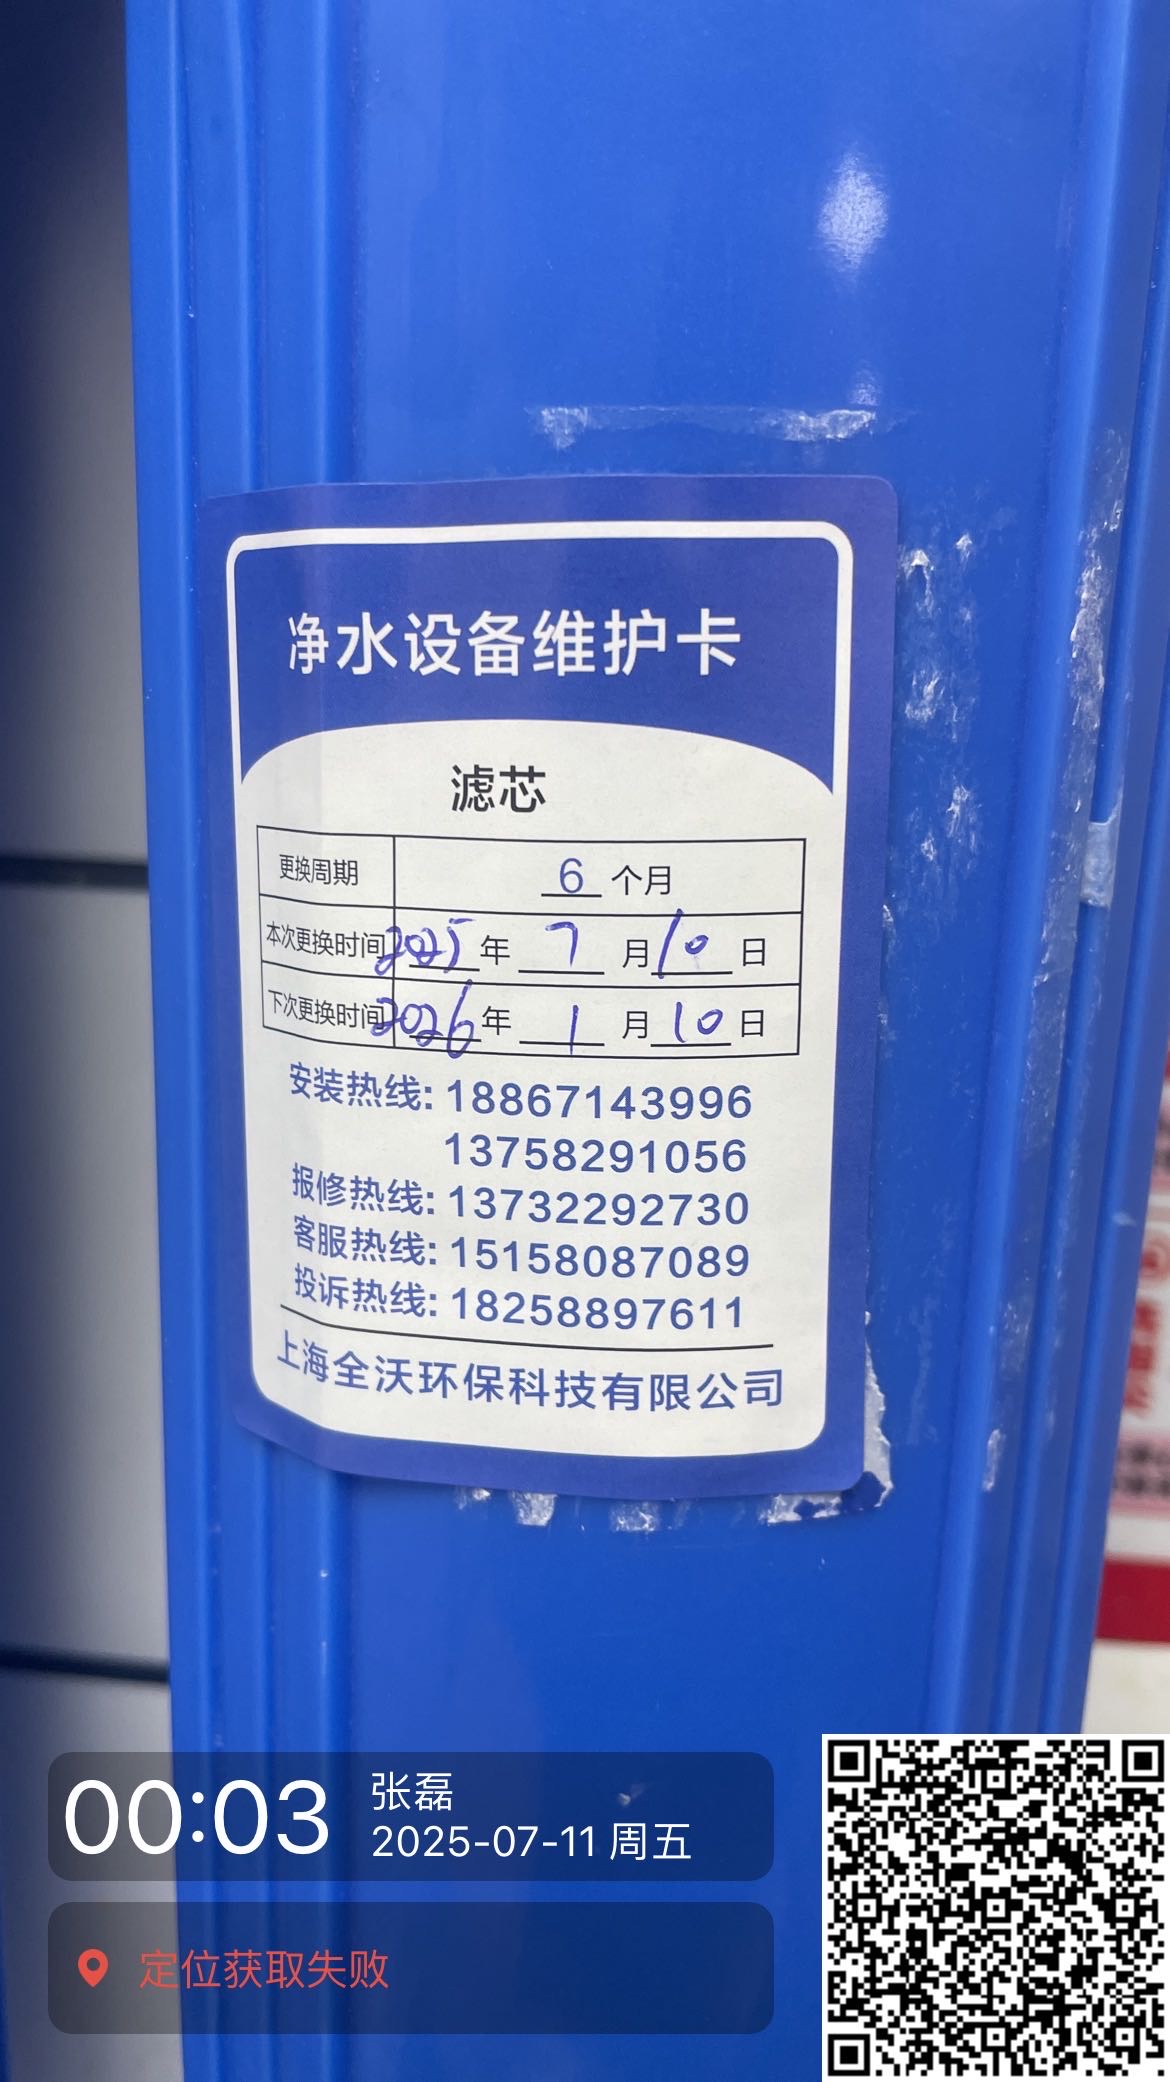 净水设备维护卡
滤芯
更换周期 6 个月
本次更换时间 2025 年 7 月 10 日
下次更换时间 2026 年 1 月 10 日
安装热线: 18867143996
13758291056
报修热线: 13732292730
客服热线: 15158087089
投诉热线: 18258897611
上海全沃环保科技有限公司
00:03 张磊
2025-07-11 周五
定位获取失败